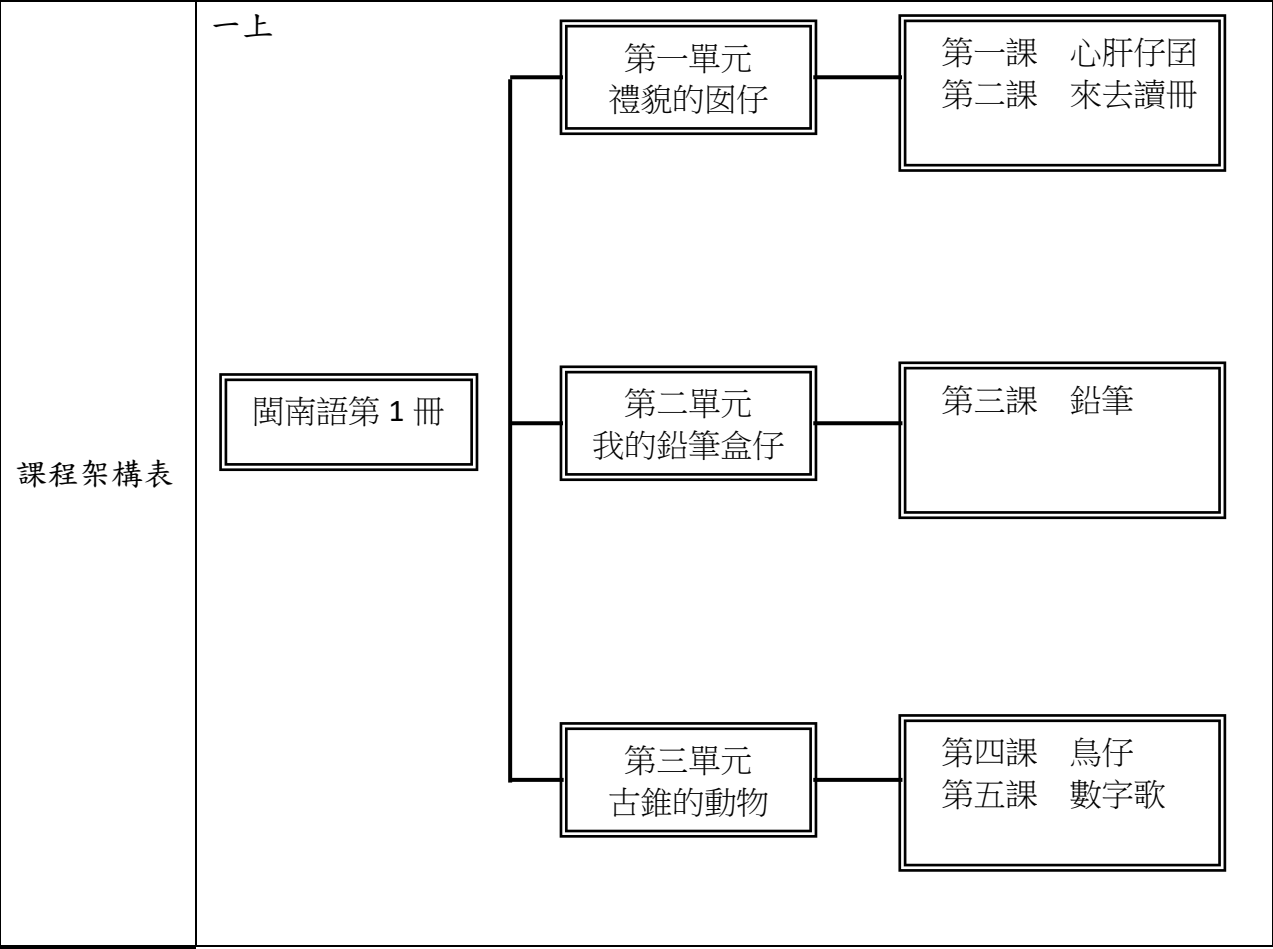 課程架構表
一上
閩南語第 1 冊
第一單元
禮貌的囡仔
第一課　心肝仔囝
第二課　來去讀冊
第二單元
我的鉛筆盒仔
第三課　鉛筆
第三單元
古錐的動物
第四課　鳥仔
第五課　數字歌